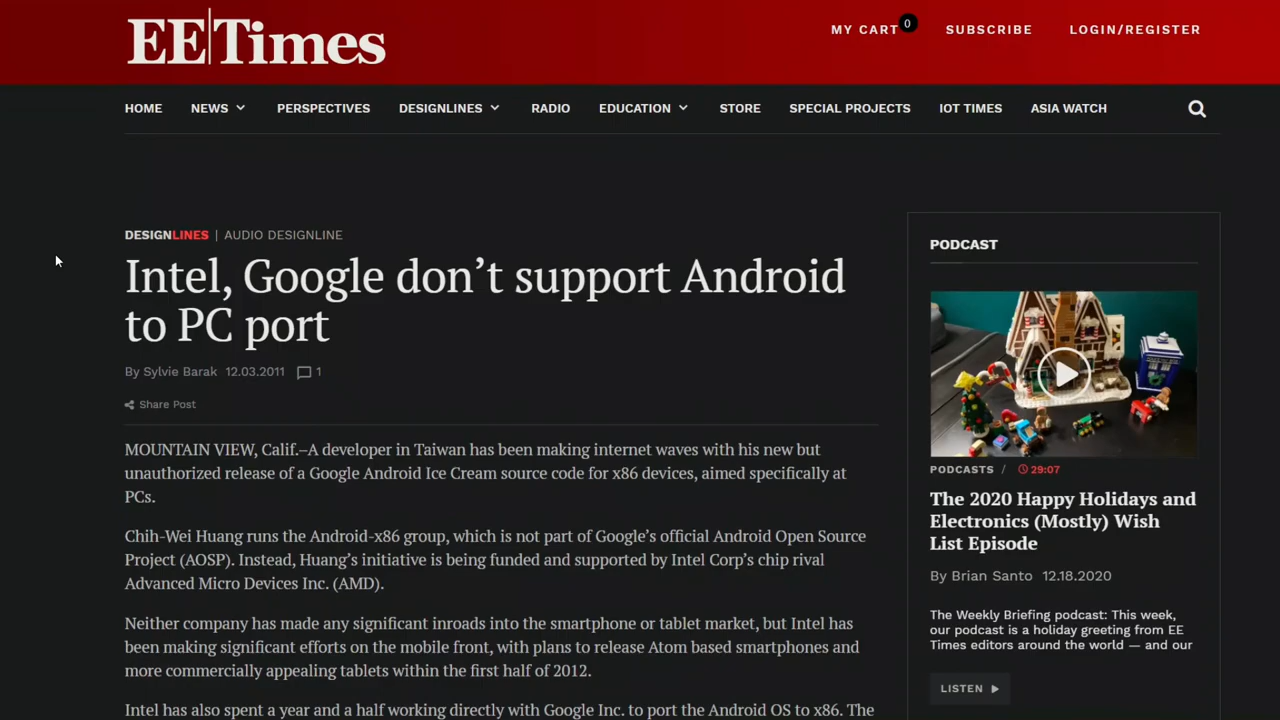 EE|Times
MY CART 0
SUBSCRIBE
LOGIN/REGISTER
HOME
NEWS
PERSPECTIVES
DESIGNLINES
RADIO
EDUCATION
STORE
SPECIAL PROJECTS
IOT TIMES
ASIA WATCH
DESIGNLINES | AUDIO DESIGNLINE
Intel, Google don’t support Android
to PC port
By Sylvie Barak 12.03.2011 1
Share Post
MOUNTAIN VIEW, Calif.–A developer in Taiwan has been making internet waves with his new but
unauthorized release of a Google Android Ice Cream source code for x86 devices, aimed specifically at
PCs.
Chih-Wei Huang runs the Android-x86 group, which is not part of Google’s official Android Open Source
Project (AOSP). Instead, Huang’s initiative is being funded and supported by Intel Corp’s chip rival
Advanced Micro Devices Inc. (AMD).
Neither company has made any significant inroads into the smartphone or tablet market, but Intel has
been making significant efforts on the mobile front, with plans to release Atom based smartphones and
more commercially appealing tablets within the first half of 2012.
Intel has also spent a year and a half working directly with Google Inc. to port the Android OS to x86. The
PODCAST
PODCASTS / 29:07
The 2020 Happy Holidays and
Electronics (Mostly) Wish
List Episode
By Brian Santo 12.18.2020
The Weekly Briefing podcast: This week,
our podcast is a holiday greeting from EE
Times editors around the world — and our
LISTEN